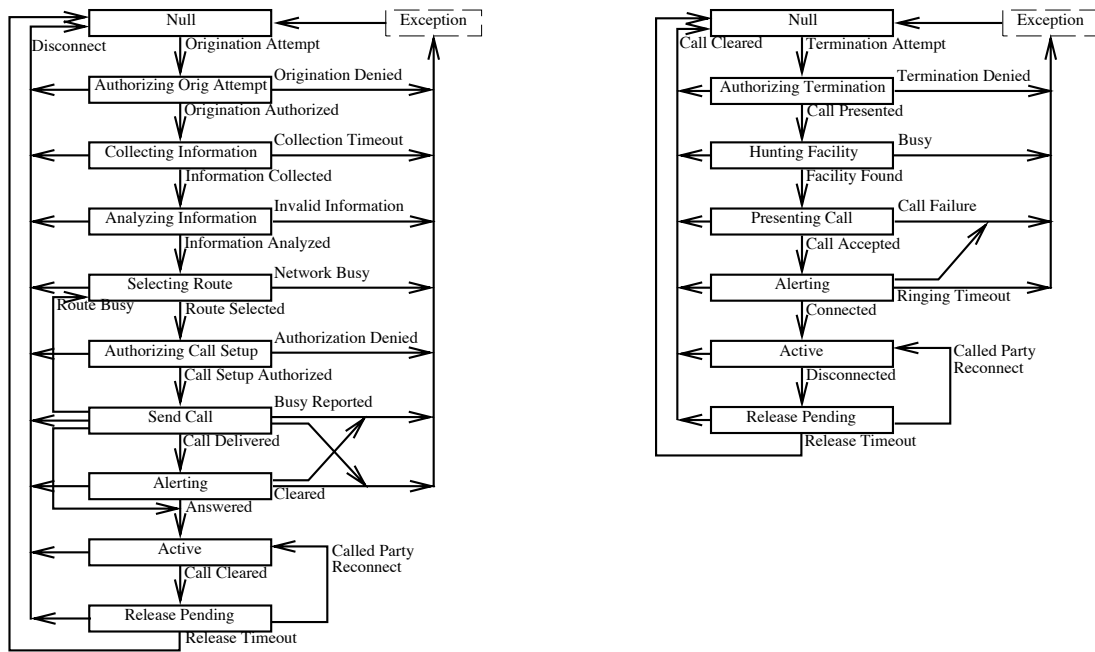 Null
Exception
Disconnect
Origination Attempt
Authorizing Orig Attempt
Origination Denied
Origination Authorized
Collecting Information
Collection Timeout
Information Collected
Analyzing Information
Invalid Information
Information Analyzed
Selecting Route
Network Busy
Route Busy
Route Selected
Authorizing Call Setup
Authorization Denied
Call Setup Authorized
Send Call
Busy Reported
Call Delivered
Alerting
Cleared
Answered
Active
Called Party
Reconnect
Call Cleared
Release Pending
Release Timeout
Null
Exception
Call Cleared
Termination Attempt
Authorizing Termination
Termination Denied
Call Presented
Hunting Facility
Busy
Facility Found
Presenting Call
Call Failure
Call Accepted
Alerting
Ringing Timeout
Connected
Active
Called Party
Reconnect
Disconnected
Release Pending
Release Timeout